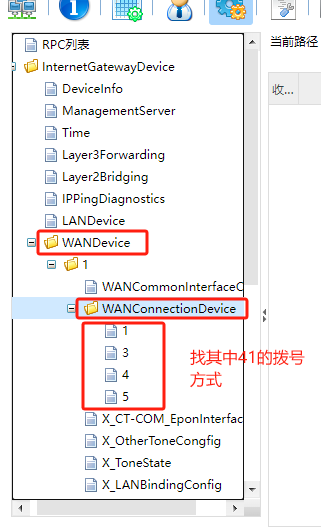 RPC列表
当前路径
InternetGatewayDevice
DeviceInfo
收...
ManagementServer
Time
Layer3Forwarding
Layer2Bridging
IPPingDiagnostics
LANDevice
WANDevice
1
WANCommonInterfaceC
WANConnectionDevice
1
3
4
5
找其中41的拨号
方式
X_CT-COM_EponInterfac
X_OtherToneCongfig
X_ToneState
X_LANBindingConfig